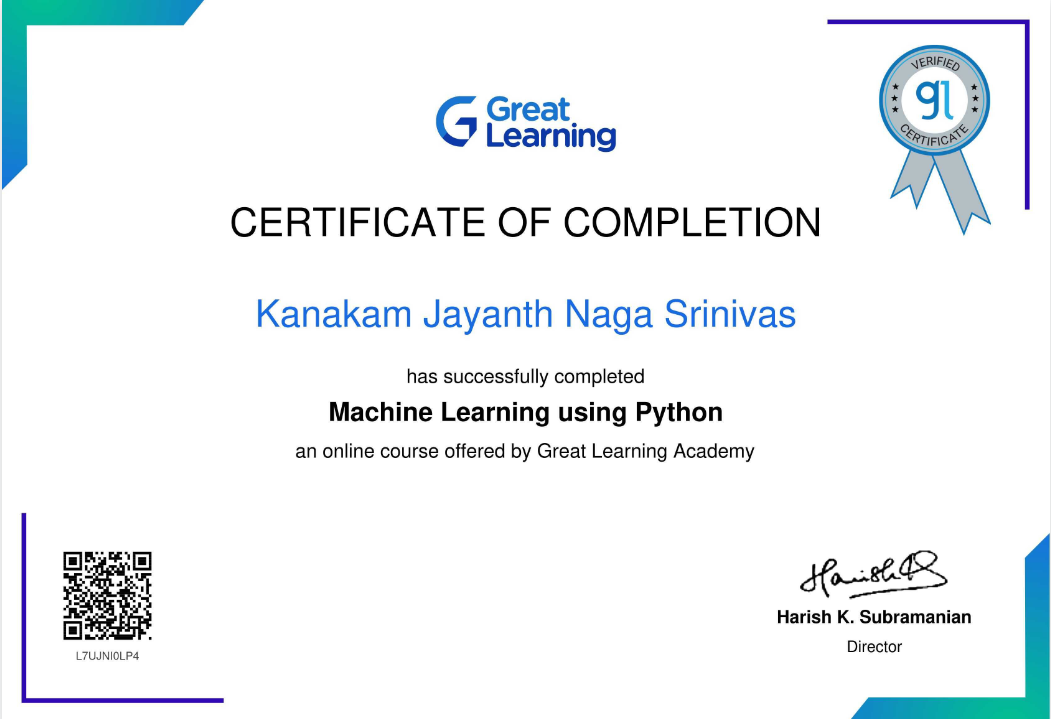 VERIFIED
gl
CERTIFICATE
Great
Learning
CERTIFICATE OF COMPLETION
Kanakam Jayanth Naga Srinivas
has successfully completed
Machine Learning using Python
an online course offered by Great Learning Academy
L7UJNI0LP4
Harish K. Subramanian
Director